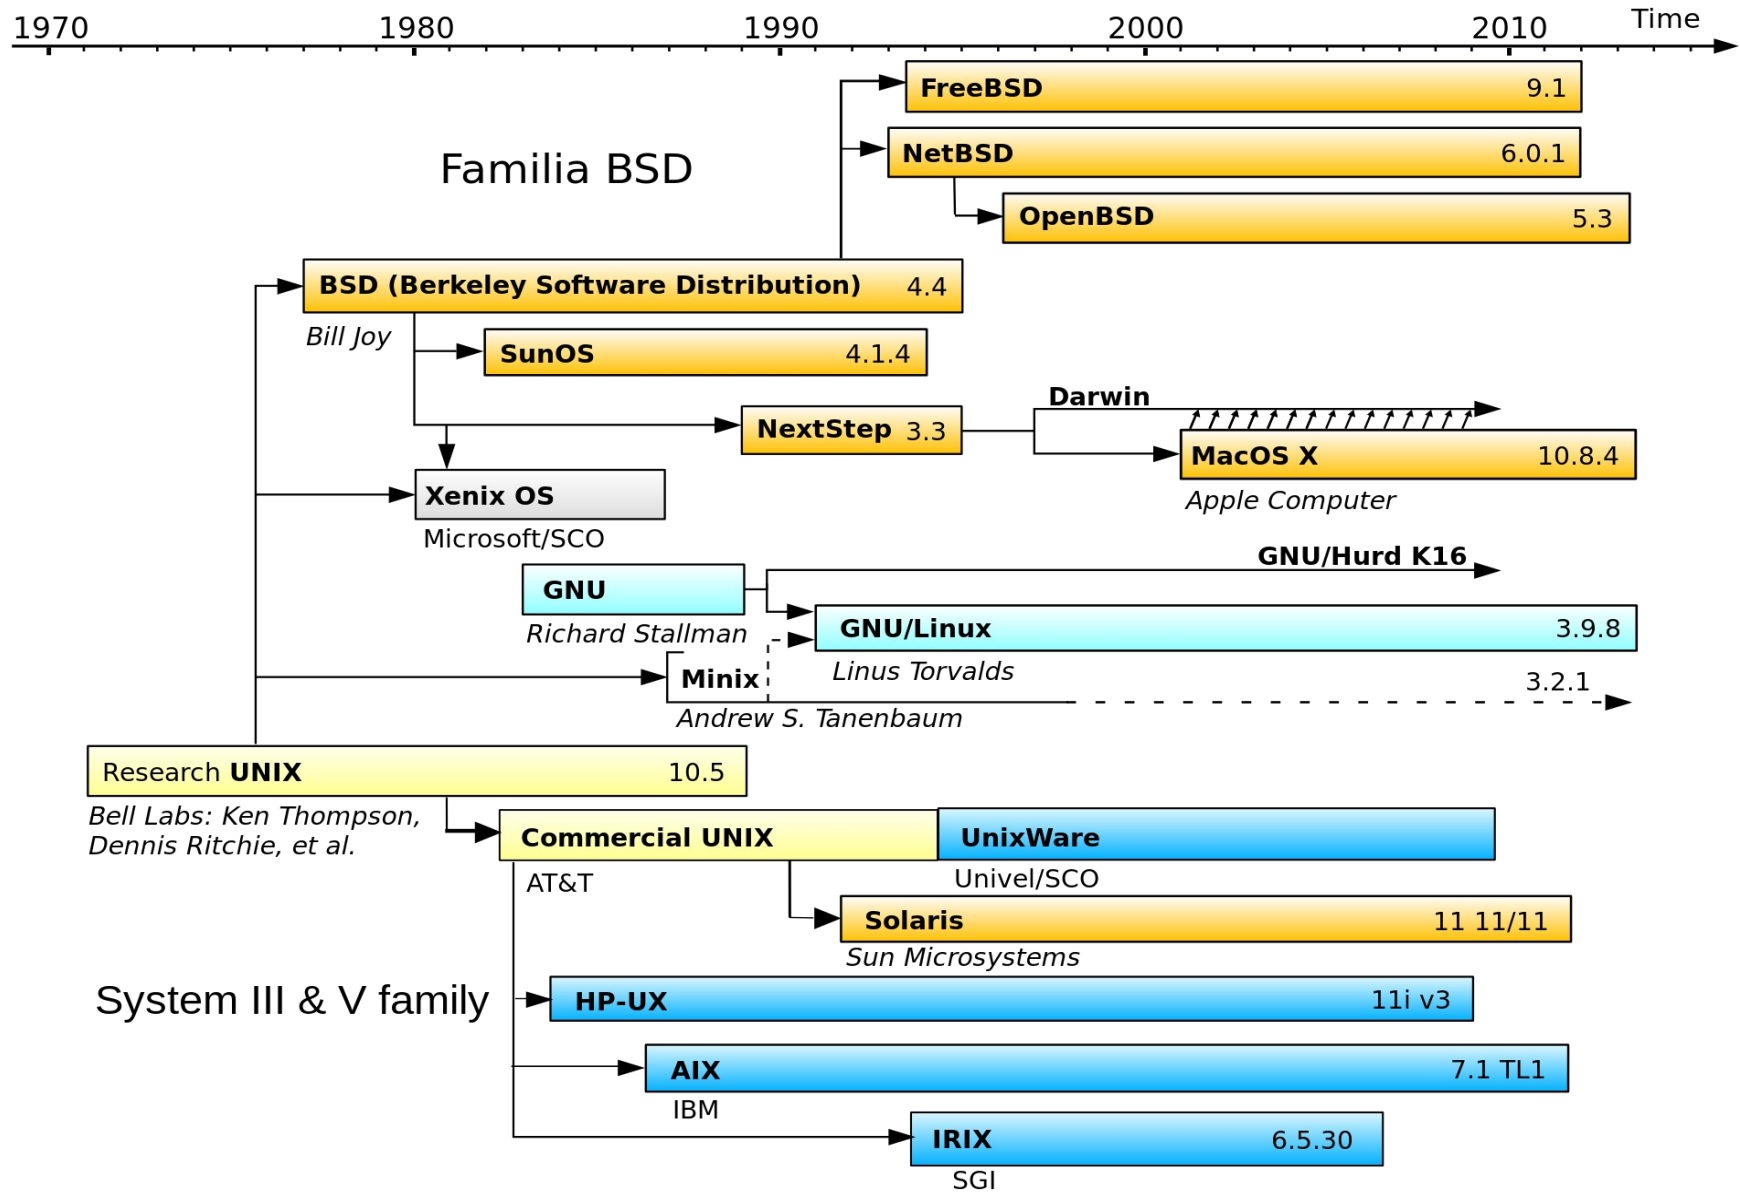 1970 1980 1990 2000 2010 Time
FreeBSD 9.1
NetBSD 6.0.1
Familia BSD
OpenBSD 5.3
BSD (Berkeley Software Distribution) 4.4
Bill Joy
SunOS 4.1.4
Darwin
NextStep 3.3
MacOS X 10.8.4
Apple Computer
Xenix OS
Microsoft/SCO
GNU/Hurd K16
GNU
Richard Stallman
GNU/Linux 3.9.8
Linus Torvalds
Minix 3.2.1
Andrew S. Tanenbaum
Research UNIX 10.5
Bell Labs: Ken Thompson,
Dennis Ritchie, et al.
Commercial UNIX
UnixWare
AT&T
Univel/SCO
Solaris 11 11/11
Sun Microsystems
System III & V family
HP-UX 11i v3
AIX 7.1 TL1
IBM
IRIX 6.5.30
SGI